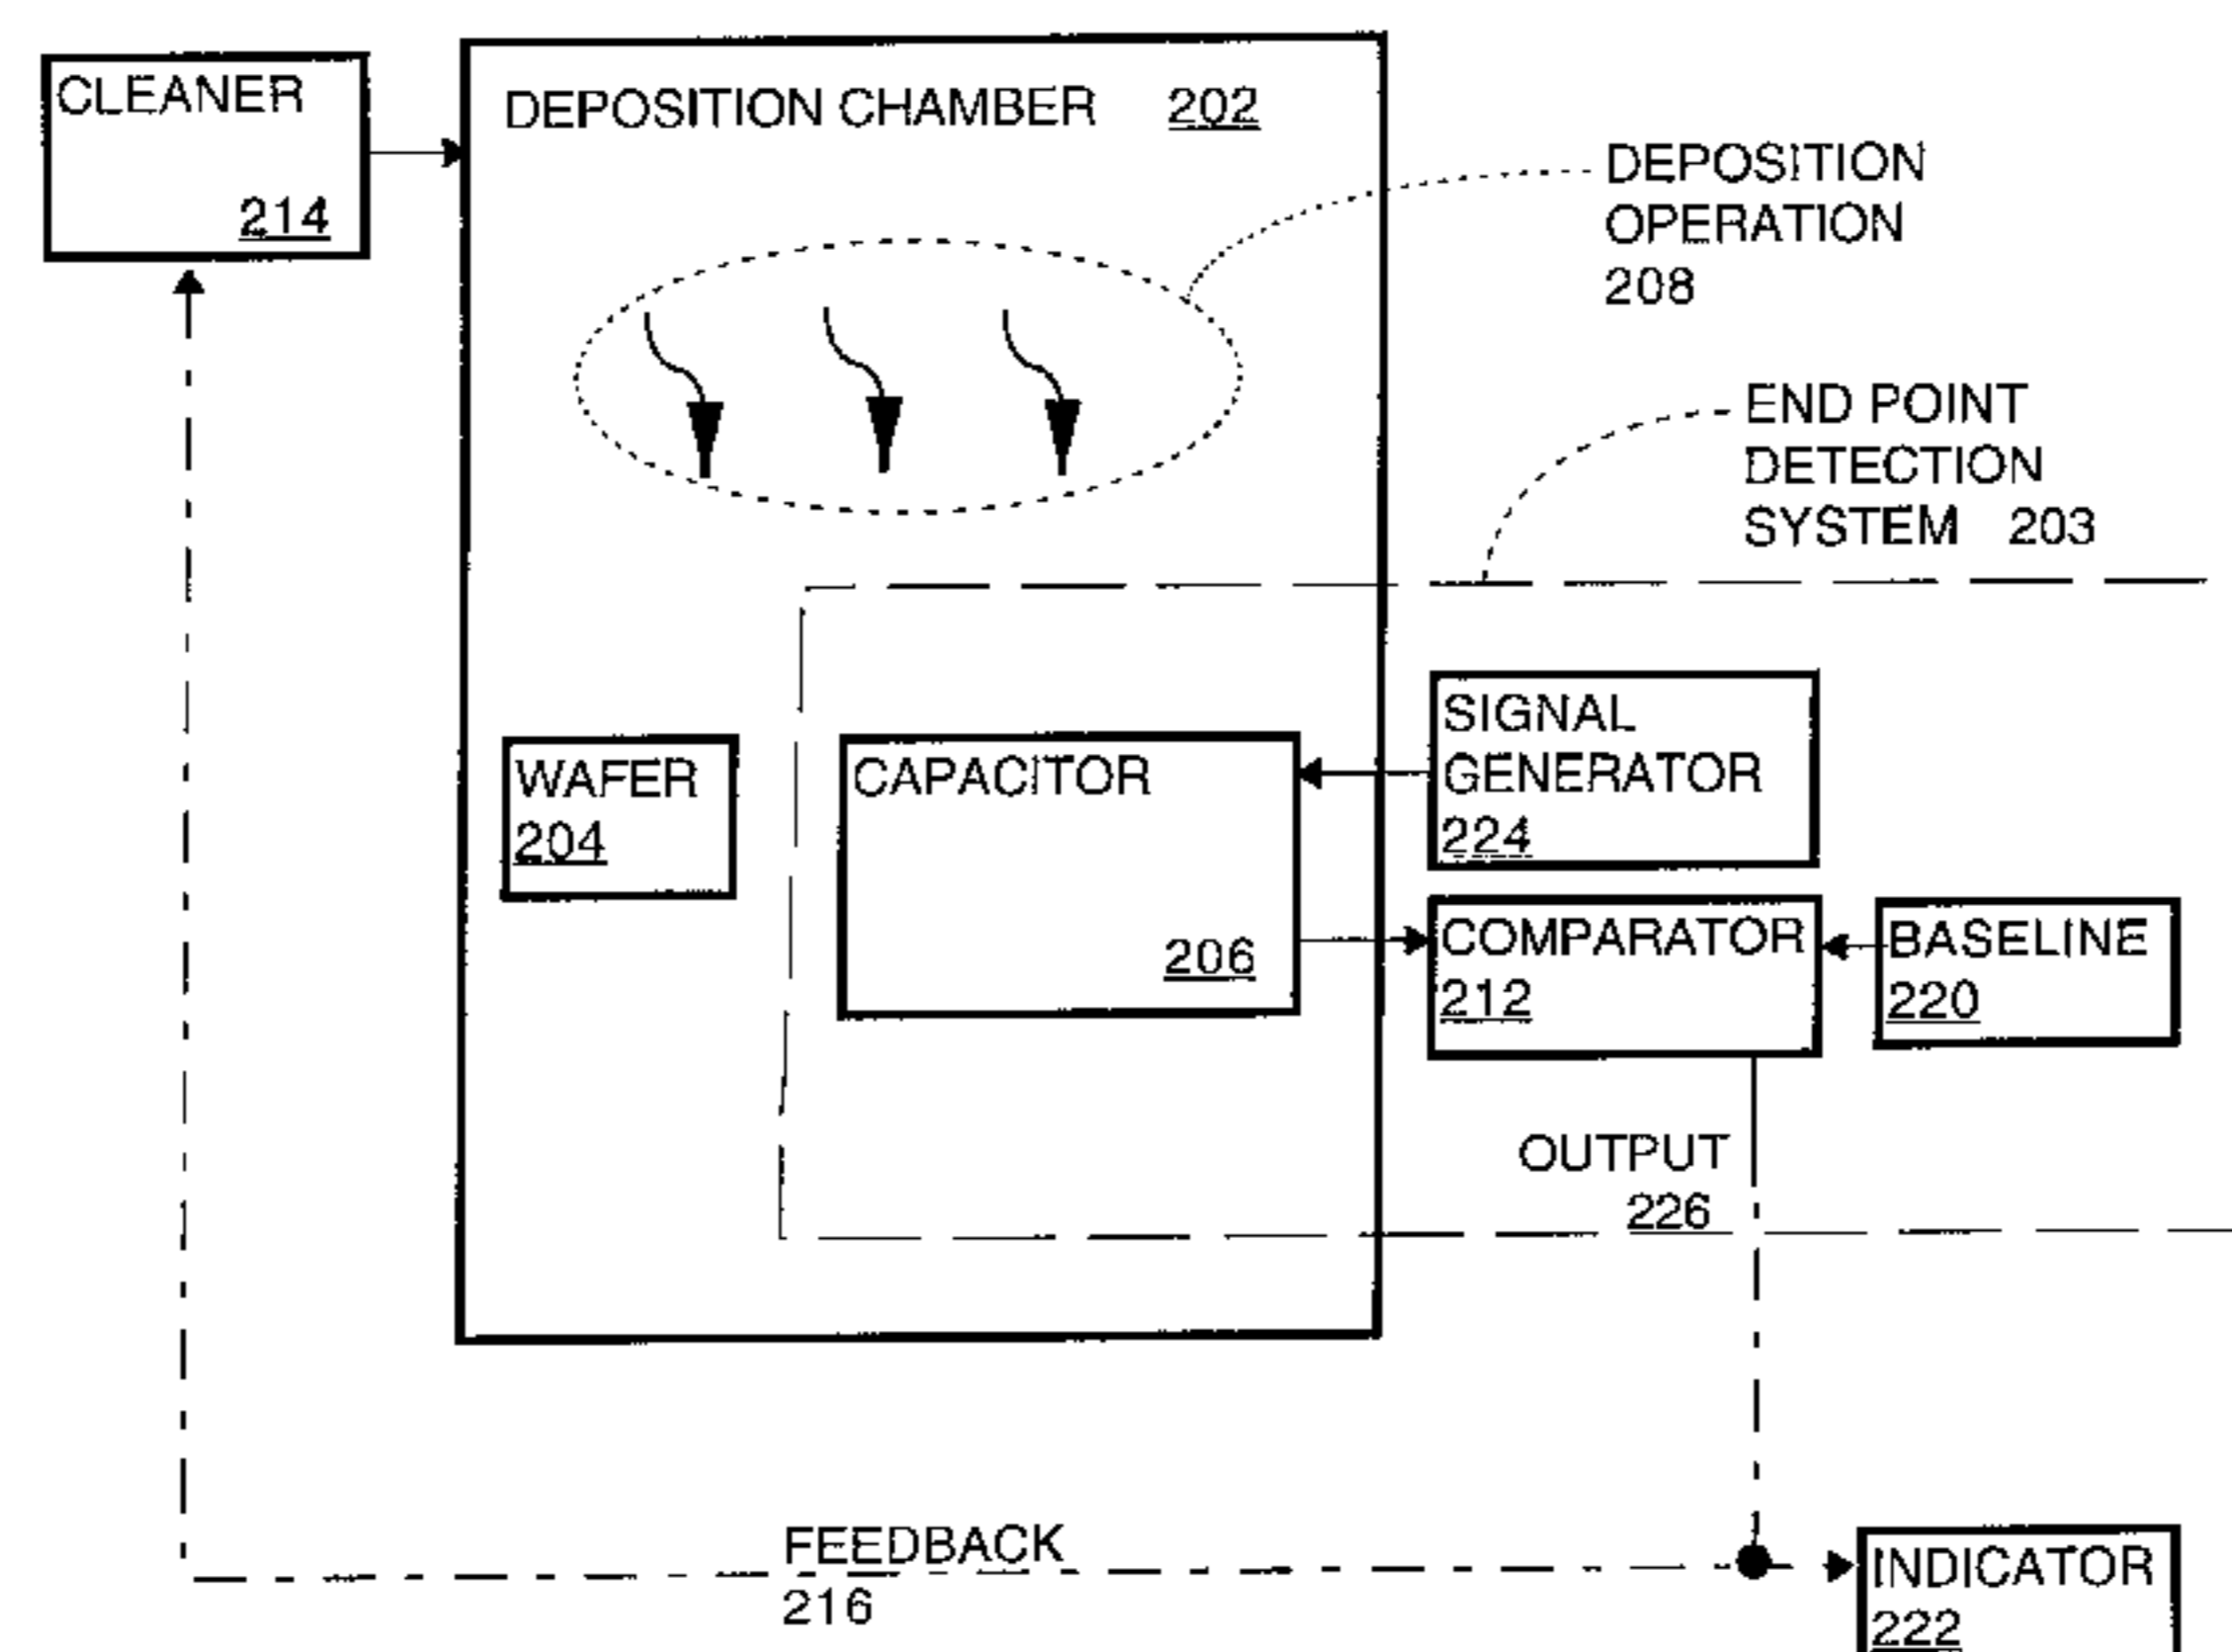 CLEANER
214
DEPOSITION CHAMBER 202
DEPOSITION
OPERATION
208
END POINT
DETECTION
SYSTEM 203
WAFER
204
CAPACITOR
206
SIGNAL
GENERATOR
224
COMPARATOR
212
BASELINE
220
OUTPUT
226
FEEDBACK
216
INDICATOR
222